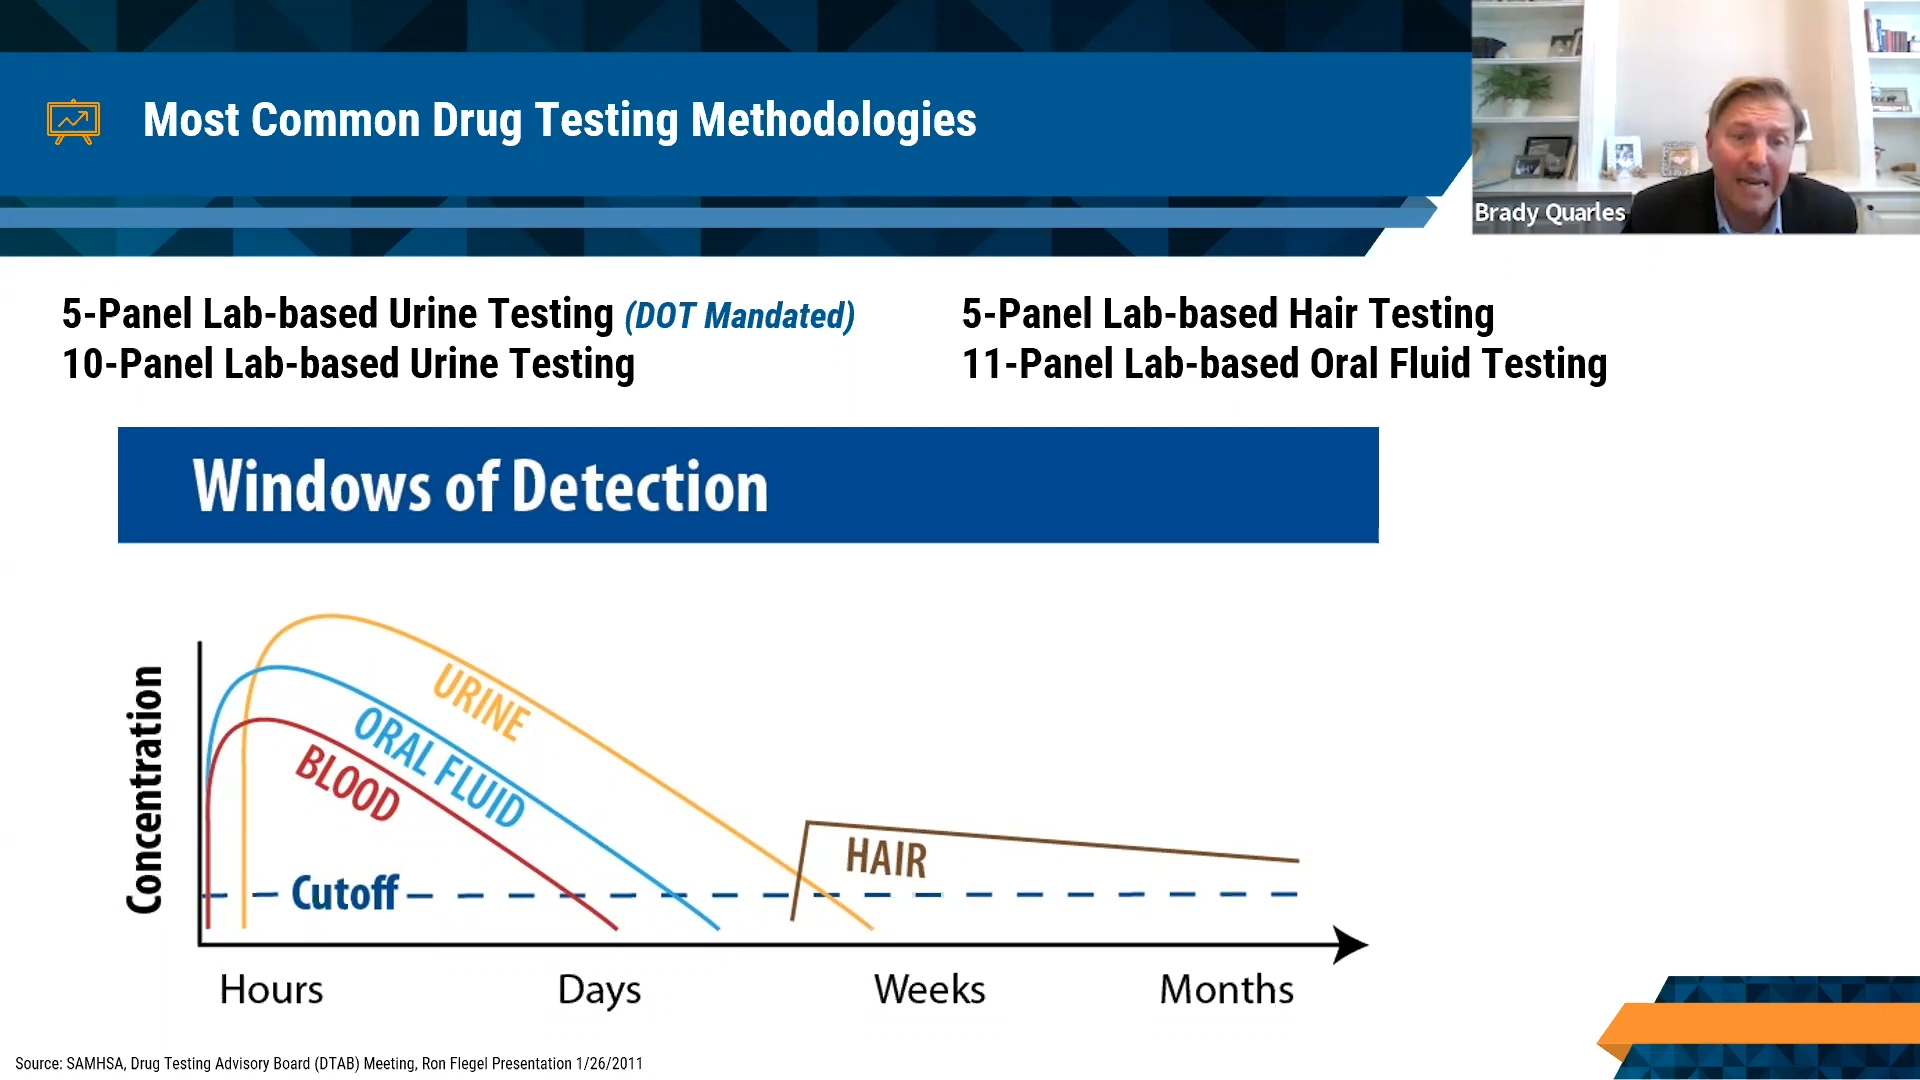 Most Common Drug Testing Methodologies
Brady Quarles
5-Panel Lab-based Urine Testing (DOT Mandated)
10-Panel Lab-based Urine Testing
5-Panel Lab-based Hair Testing
11-Panel Lab-based Oral Fluid Testing
Windows of Detection
Concentration
URINE
ORAL FLUID
BLOOD
HAIR
Cutoff
Hours Days Weeks Months
Source: SAMHSA, Drug Testing Advisory Board (DTAB) Meeting, Ron Flegel Presentation 1/26/2011